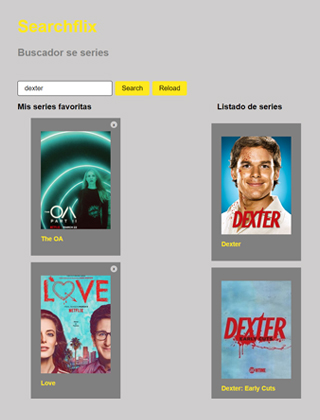 Searchflix
Buscador se series
dexter
Search
Reload
Mis series favoritas
Listado de series
x
THE OA
PART II
NETFLIX
The OA
DEXTER
Dexter
x
LOVE
NETFLIX
Love
DEXTER
EARLY CUTS
SHOWTIME
Dexter: Early Cuts